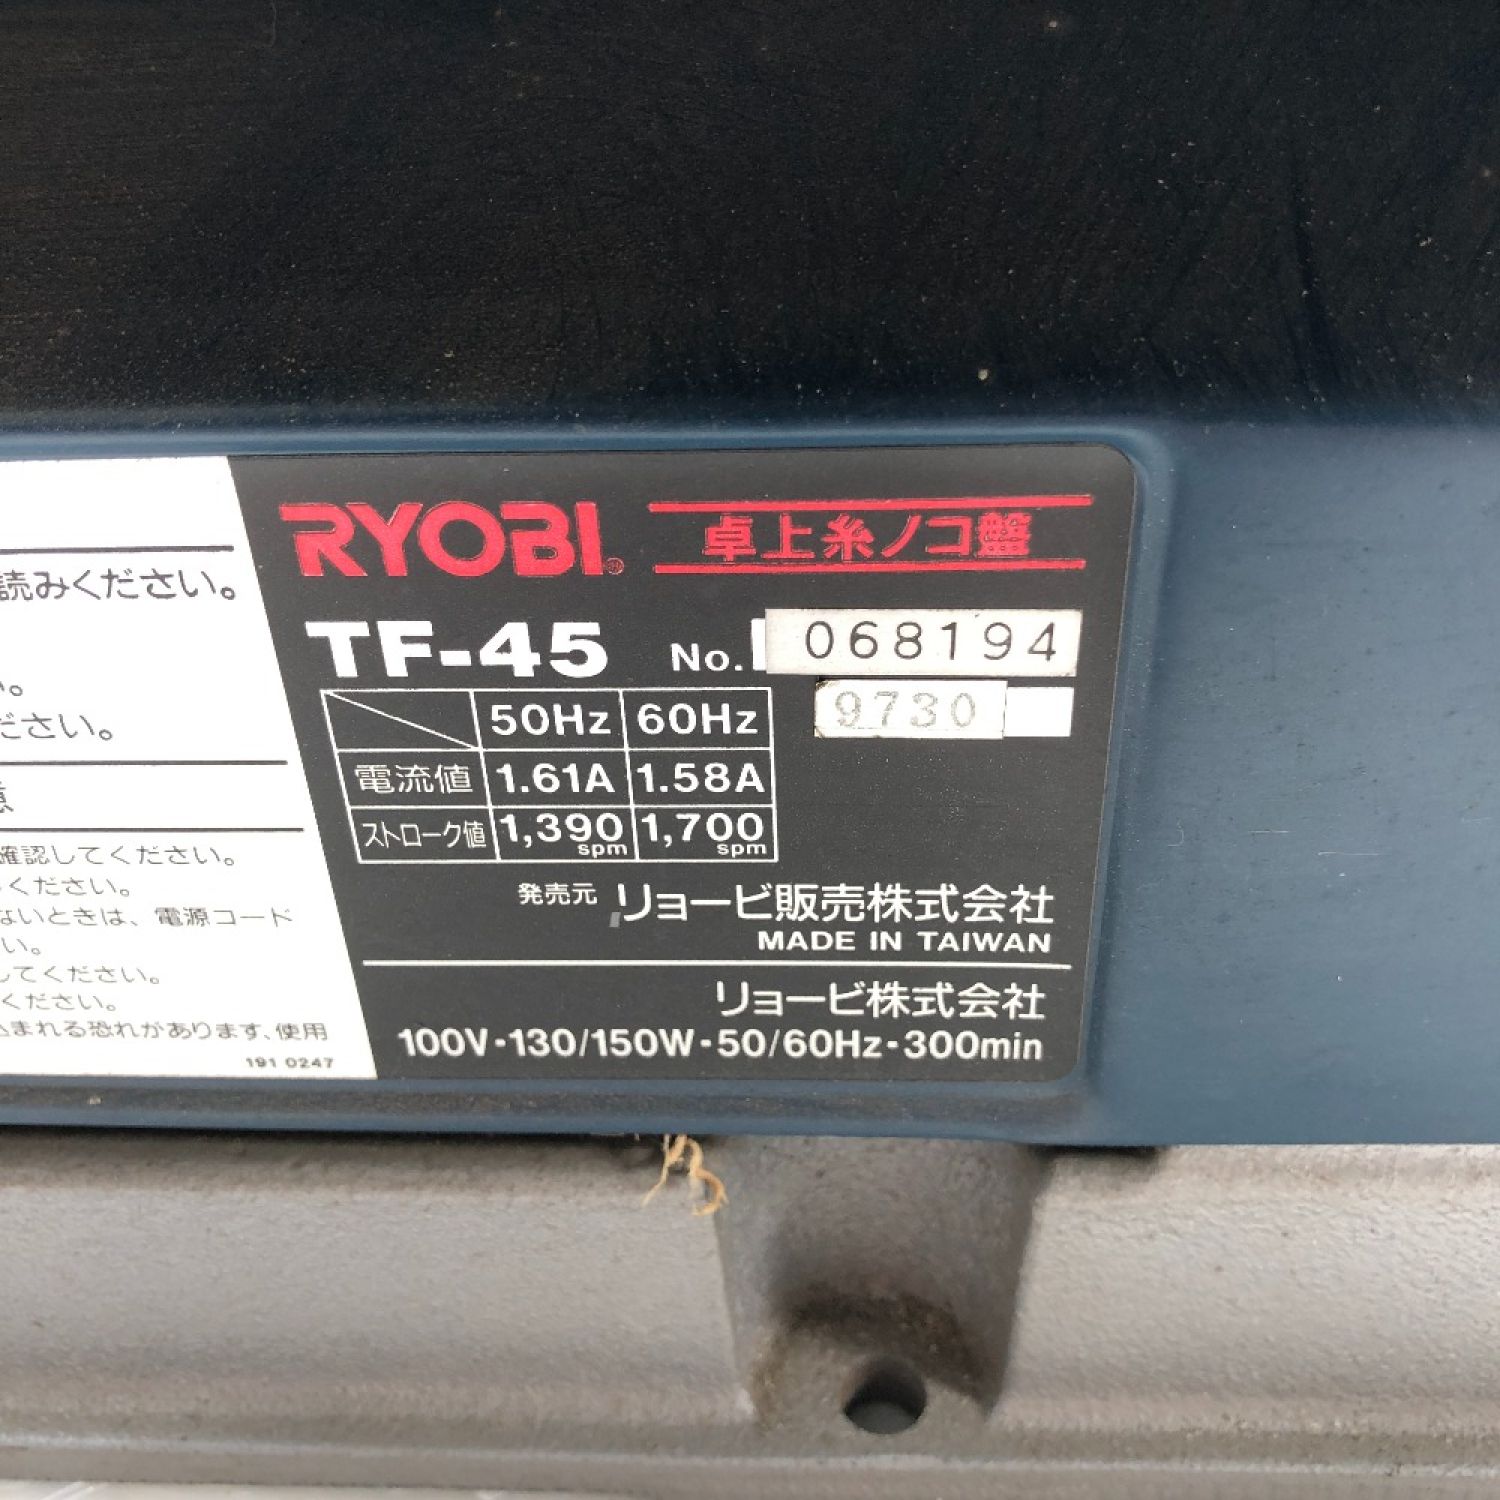 読みください。
ださい。
確認してください。
ください。
ないときは、電源コード
い。
してください。
ください。
まれる恐れがあります、使用
191 0247
RYOBI® 卓上糸ノコ盤
TF-45 No. 068194
9730
50Hz 60Hz
電流値 1.61A 1.58A
ストローク値 1,390 spm 1,700 spm
発売元 リョービ販売株式会社
MADE IN TAIWAN
リョービ株式会社
100V・130/150W・50/60Hz・300min